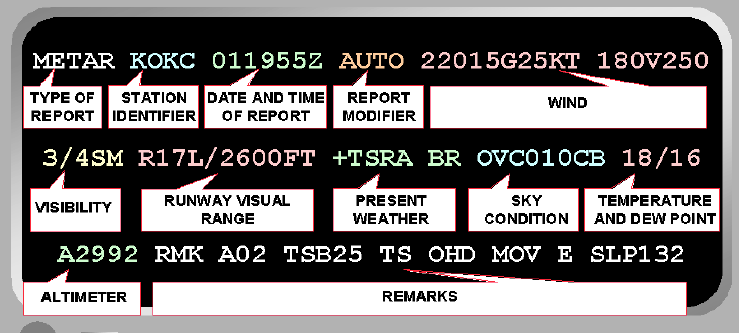 METAR KOKC 011955Z AUTO 22015G25KT 180V250
TYPE OF REPORT
STATION IDENTIFIER
DATE AND TIME OF REPORT
REPORT MODIFIER
WIND
3/4SM R17L/2600FT +TSRA BR OVC010CB 18/16
VISIBILITY
RUNWAY VISUAL RANGE
PRESENT WEATHER
SKY CONDITION
TEMPERATURE AND DEW POINT
A2992 RMK A02 TSB25 TS OHD MOV E SLP132
ALTIMETER
REMARKS